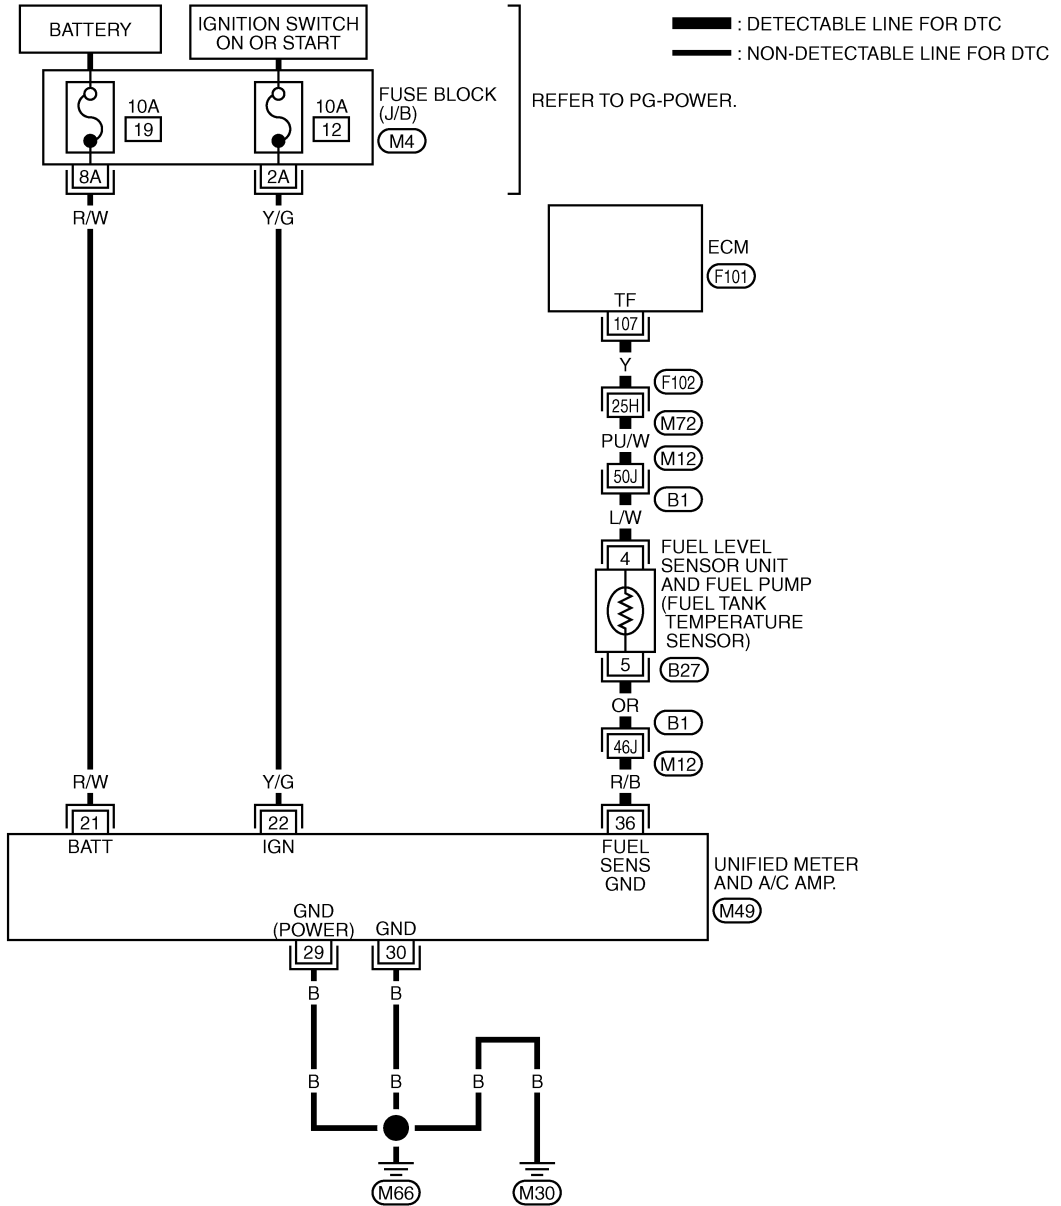 BATTERY
IGNITION SWITCH
ON OR START
: DETECTABLE LINE FOR DTC
: NON-DETECTABLE LINE FOR DTC
10A
19
10A
12
FUSE BLOCK
(J/B)
M4
REFER TO PG-POWER.
8A
2A
R/W
Y/G
ECM
F101
TF
107
Y
F102
25H
M72
PU/W
M12
50J
B1
L/W
4
FUEL LEVEL
SENSOR UNIT
AND FUEL PUMP
(FUEL TANK
TEMPERATURE
SENSOR)
5
B27
OR
B1
46J
M12
R/W
Y/G
R/B
21
22
36
BATT
IGN
FUEL
SENS
GND
UNIFIED METER
AND A/C AMP.
M49
GND
(POWER)
GND
29
30
B
B
B
B
B
B
M66
M30